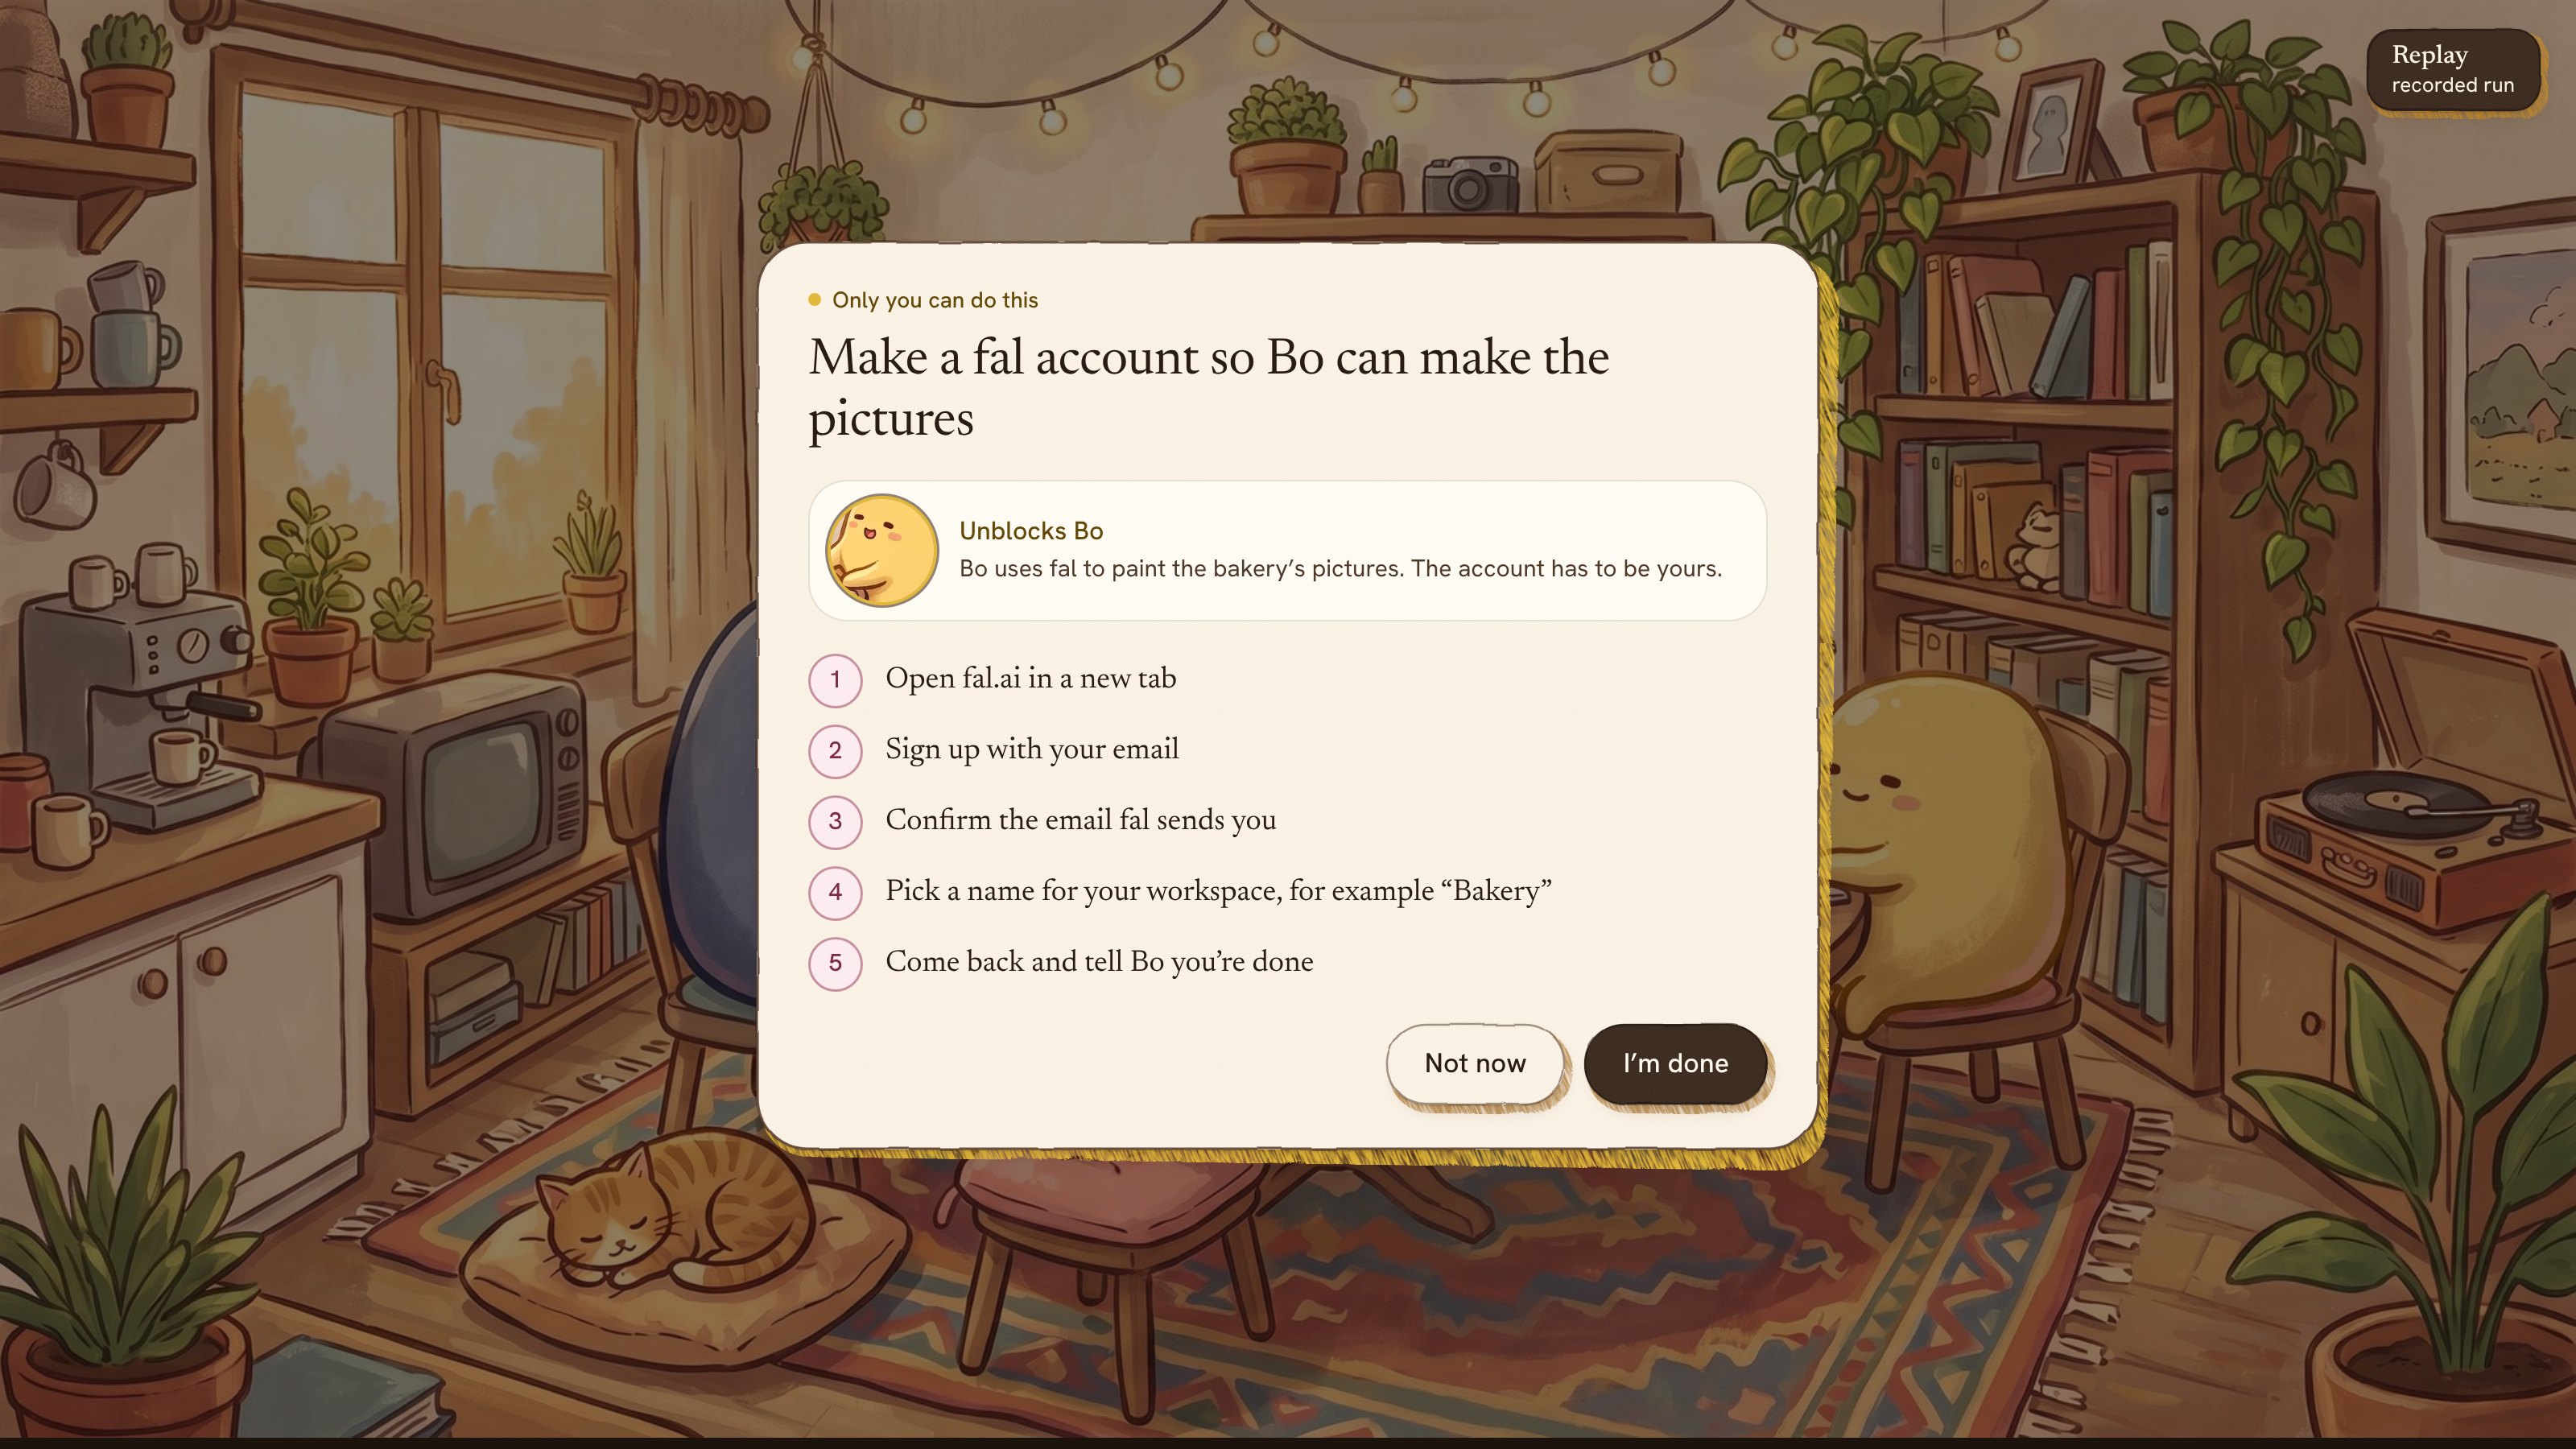 Replay
recorded run
Only you can do this
Make a fal account so Bo can make the
pictures
Unblocks Bo
Bo uses fal to paint the bakery’s pictures. The account has to be yours.
1 Open fal.ai in a new tab
2 Sign up with your email
3 Confirm the email fal sends you
4 Pick a name for your workspace, for example “Bakery”
5 Come back and tell Bo you’re done
Not now
I’m done